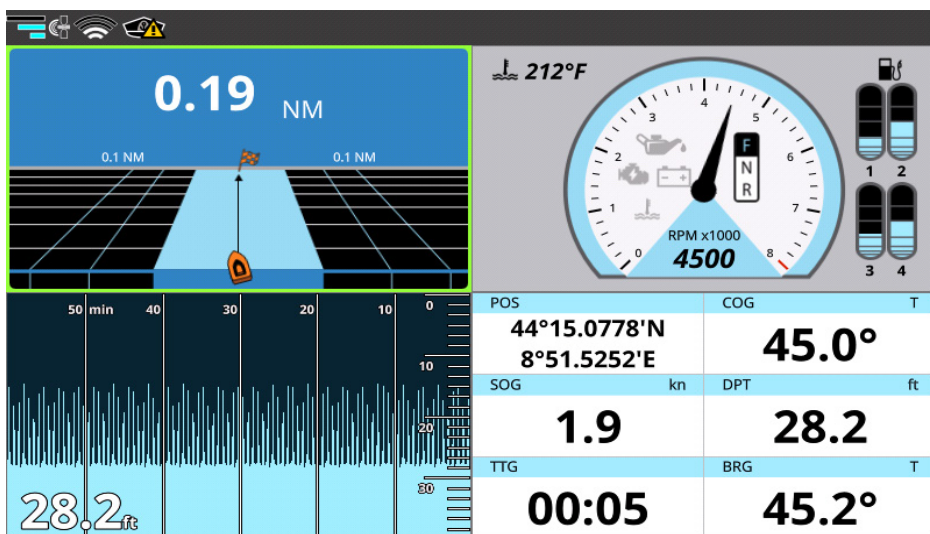 0.19 NM
0.1 NM 0.1 NM
212°F
0 1 2 3 4 5 6 7 8
F
N
R
RPM x1000
4500
1 2
3 4
50 min 40 30 20 10 0
10
20
30
28.2ft
POS
44°15.0778'N
8°51.5252'E
COG T
45.0°
SOG kn
1.9
DPT ft
28.2
TTG
00:05
BRG T
45.2°